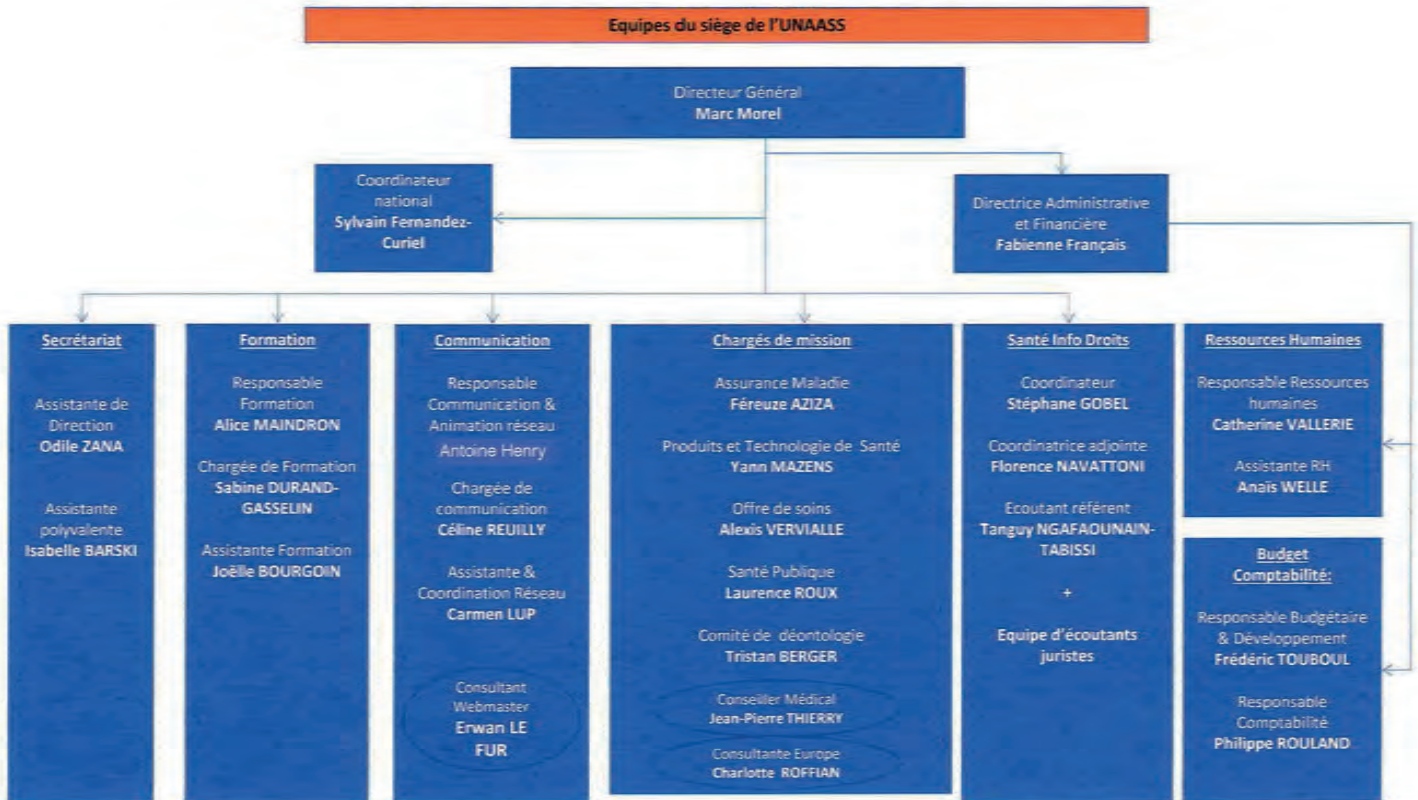 Equipes du siège de l'UNAASS
Directeur Général
Marc Morel
Coordinateur
national
Sylvain Fernandez-
Curiel
Directrice Administrative
et Financière
Fabienne Français
Secrétariat
Assistante de
Direction
Odile ZANA
Assistante
polyvalente
Isabelle BARSKI
Formation
Responsable
Formation
Alice MAINDRON
Chargée de Formation
Sabine DURAND-
GASSELIN
Assistante Formation
Joëlle BOURGOIN
Communication
Responsable
Communication &
Animation réseau
Antoine Henry
Chargée de
communication
Céline REUILLY
Assistante &
Coordination Réseau
Carmen LUP
Consultant
Webmaster
Erwan LE
FUR
Chargés de mission
Assurance Maladie
Féreuze AZIZA
Produits et Technologie de Santé
Yann MAZENS
Offre de soins
Alexis VERVIALLE
Santé Publique
Laurence ROUX
Comité de déontologie
Tristan BERGER
Conseiller Médical
Jean-Pierre THIERRY
Consultante Europe
Charlotte ROFFIAN
Santé Info Droits
Coordinateur
Stéphane GOBEL
Coordinatrice adjointe
Florence NAVATTONI
Ecoutant référent
Tanguy NGAFAOUNAIN-
TABISSI
+
Equipe d'écoutants
juristes
Ressources Humaines
Responsable Ressources
humaines
Catherine VALLERIE
Assistante RH
Anaïs WELLE
Budget
Comptabilité:
Responsable Budgétaire
& Développement
Frédéric TOUBOUL
Responsable
Comptabilité
Philippe ROULAND